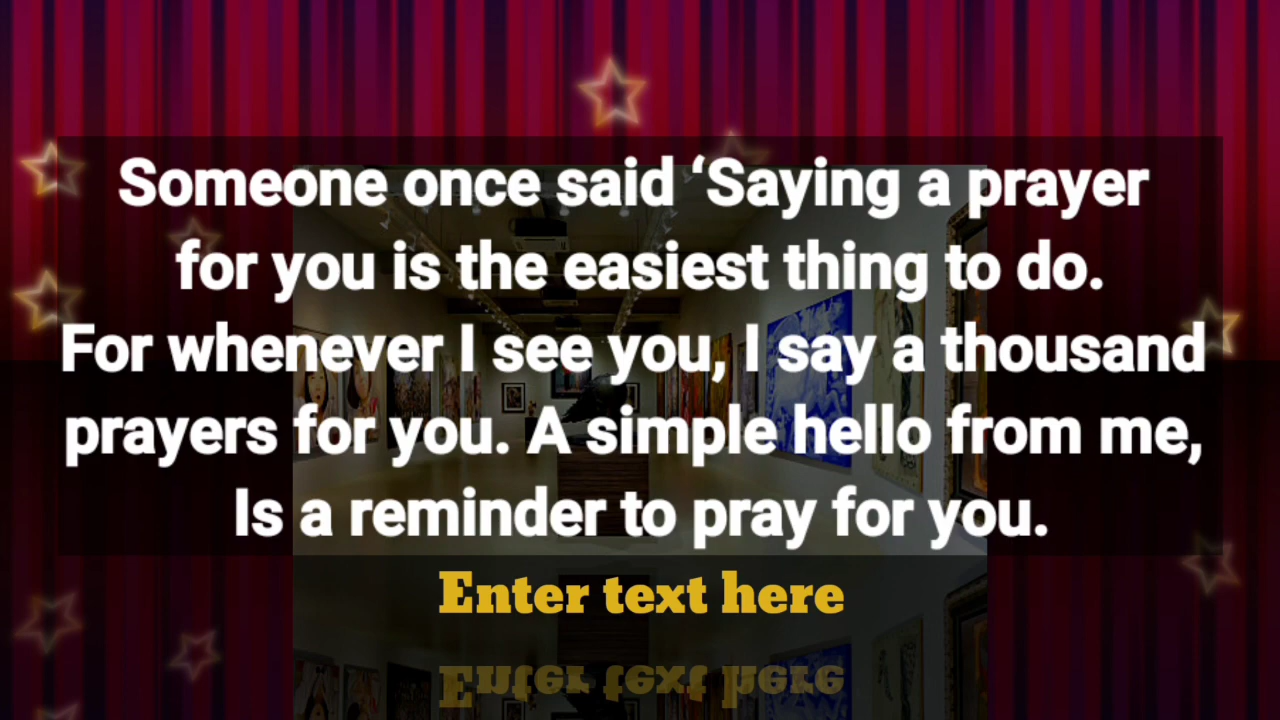 Someone once said ‘Saying a prayer
for you is the easiest thing to do.
For whenever I see you, I say a thousand
prayers for you. A simple hello from me,
Is a reminder to pray for you.
Enter text here